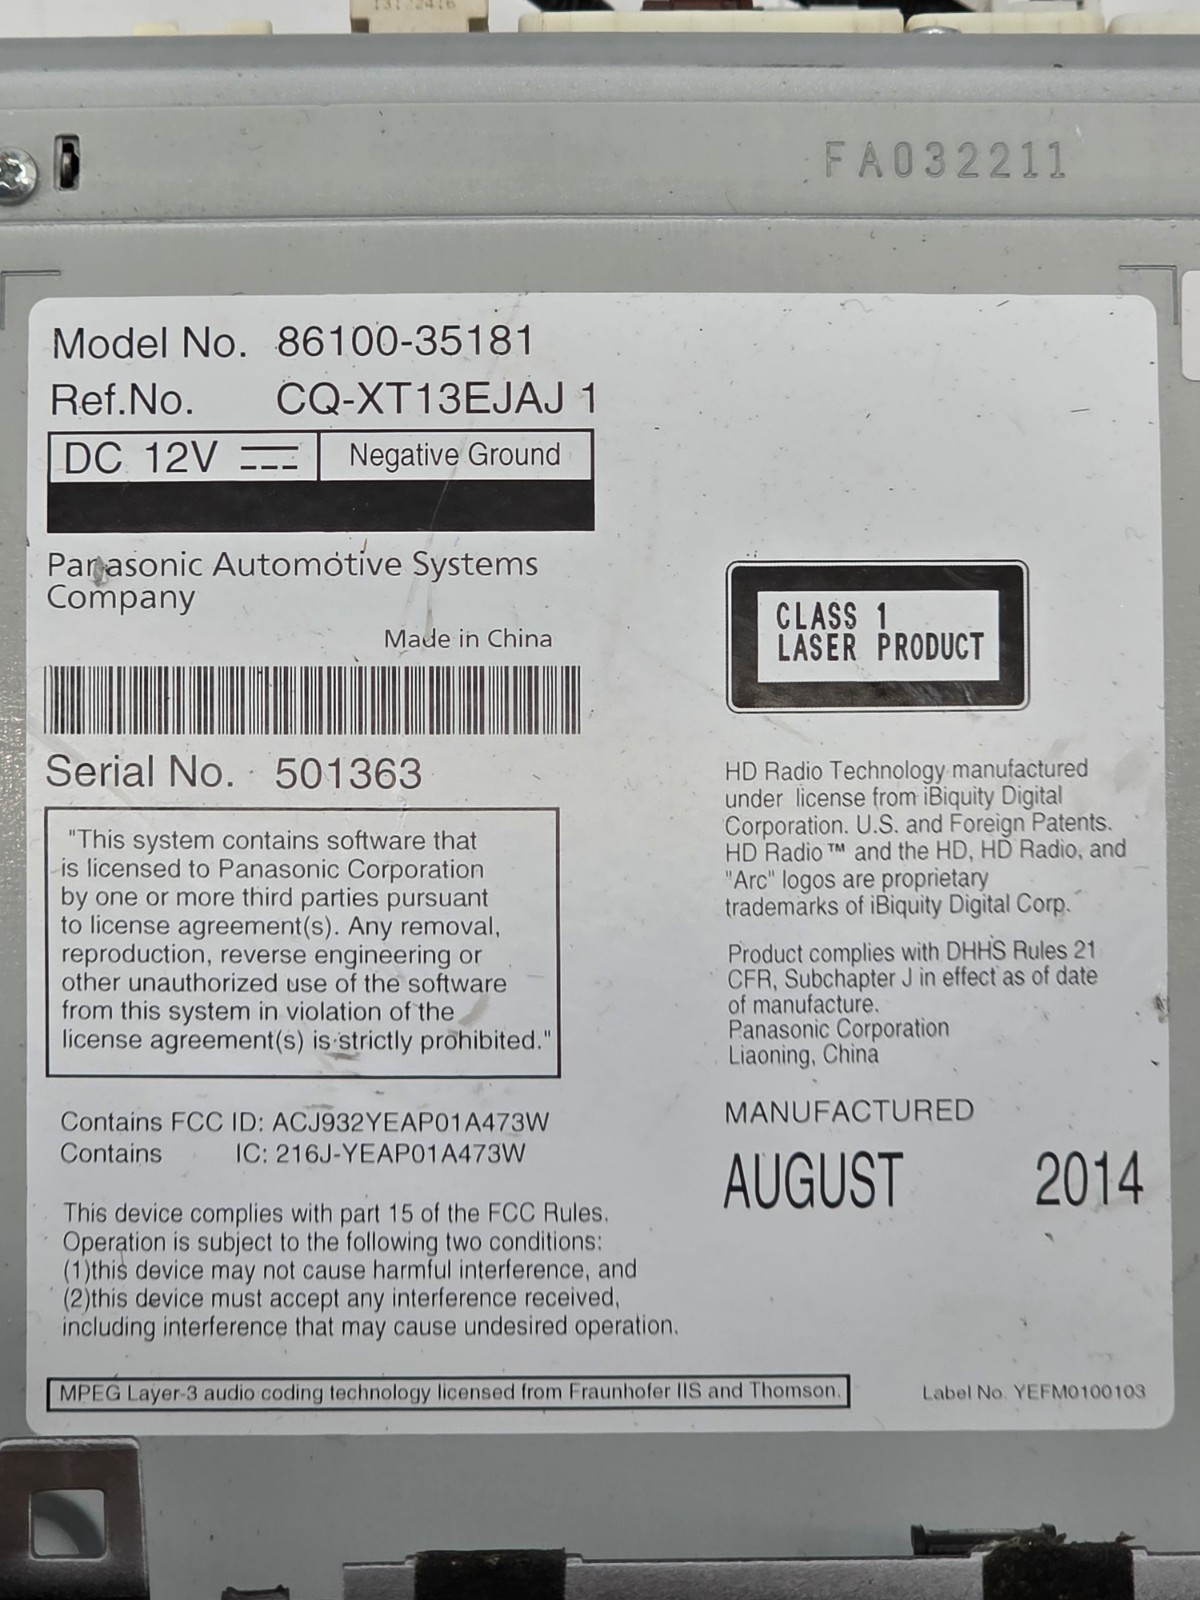 13172416
FA032211
Model No. 86100-35181
Ref.No. CQ-XT13EJAJ 1
DC 12V Negative Ground
Panasonic Automotive Systems
Company
Made in China
Serial No. 501363
"This system contains software that
is licensed to Panasonic Corporation
by one or more third parties pursuant
to license agreement(s). Any removal,
reproduction, reverse engineering or
other unauthorized use of the software
from this system in violation of the
license agreement(s) is strictly prohibited."
Contains FCC ID: ACJ932YEAP01A473W
Contains IC: 216J-YEAP01A473W
This device complies with part 15 of the FCC Rules.
Operation is subject to the following two conditions:
(1)this device may not cause harmful interference, and
(2)this device must accept any interference received,
including interference that may cause undesired operation.
CLASS 1
LASER PRODUCT
HD Radio Technology manufactured
under license from iBiquity Digital
Corporation. U.S. and Foreign Patents.
HD Radio™ and the HD, HD Radio, and
"Arc" logos are proprietary
trademarks of iBiquity Digital Corp.
Product complies with DHHS Rules 21
CFR, Subchapter J in effect as of date
of manufacture.
Panasonic Corporation
Liaoning, China
MANUFACTURED
AUGUST 2014
MPEG Layer-3 audio coding technology licensed from Fraunhofer IIS and Thomson.
Label No. YEFM0100103